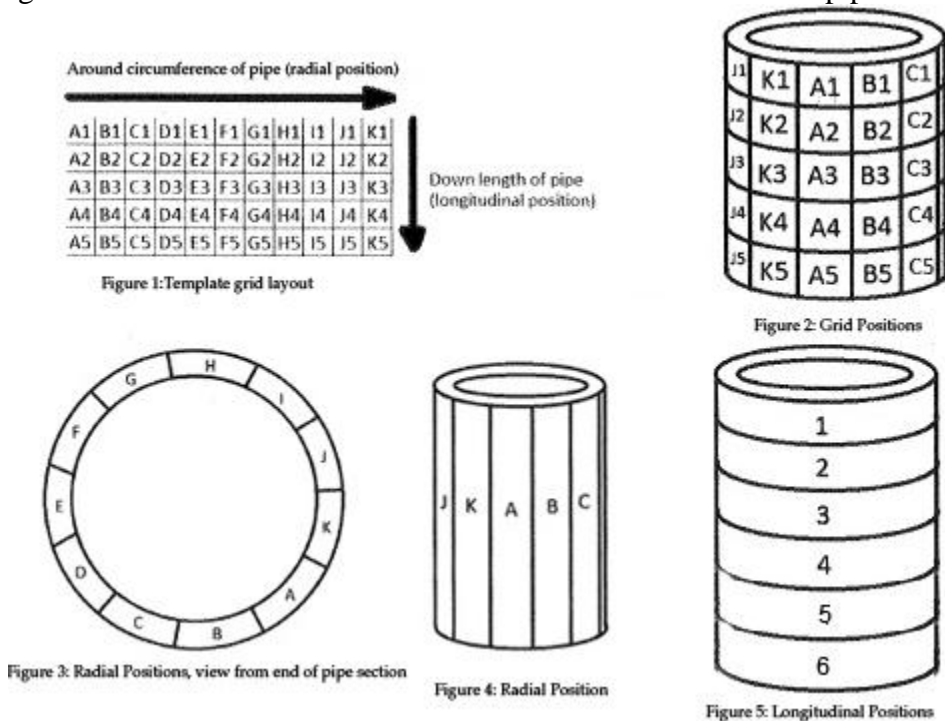 Around circumference of pipe (radial position)
A1 B1 C1 D1 E1 F1 G1 H1 I1 J1 K1
A2 B2 C2 D2 E2 F2 G2 H2 I2 J2 K2
A3 B3 C3 D3 E3 F3 G3 H3 I3 J3 K3
A4 B4 C4 D4 E4 F4 G4 H4 I4 J4 K4
A5 B5 C5 D5 E5 F5 G5 H5 I5 J5 K5
Down length of pipe
(longitudinal position)
Figure 1:Template grid layout
J1 K1 A1 B1 C1
J2 K2 A2 B2 C2
J3 K3 A3 B3 C3
J4 K4 A4 B4 C4
J5 K5 A5 B5 C5
Figure 2: Grid Positions
H
G
I
F
J
E
K
D
A
C
B
Figure 3: Radial Positions, view from end of pipe section
J K A B C
Figure 4: Radial Position
1
2
3
4
5
6
Figure 5: Longitudinal Positions